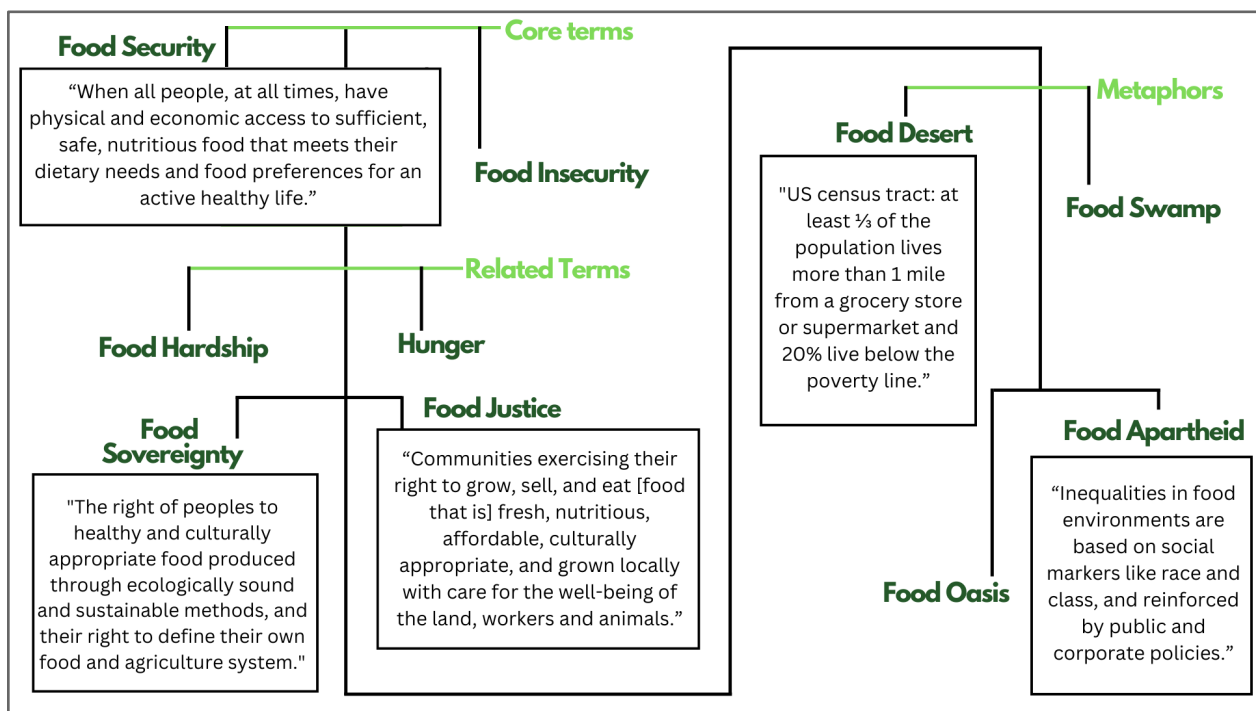 Core terms
Food Security
“When all people, at all times, have
physical and economic access to sufficient,
safe, nutritious food that meets their
dietary needs and food preferences for an
active healthy life.”
Food Insecurity
Related Terms
Food Hardship
Hunger
Food
Sovereignty
"The right of peoples to
healthy and culturally
appropriate food produced
through ecologically sound
and sustainable methods, and
their right to define their own
food and agriculture system."
Food Justice
“Communities exercising their
right to grow, sell, and eat [food
that is] fresh, nutritious,
affordable, culturally
appropriate, and grown locally
with care for the well-being of
the land, workers and animals.”
Metaphors
Food Desert
"US census tract: at
least ⅓ of the
population lives
more than 1 mile
from a grocery store
or supermarket and
20% live below the
poverty line.”
Food Swamp
Food Oasis
Food Apartheid
“Inequalities in food
environments are
based on social
markers like race and
class, and reinforced
by public and
corporate policies.”